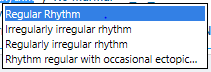 Regular Rhythm
Irregularly irregular rhythm
Regularly irregular rhythm
Rhythm regular with occasional ectopic...